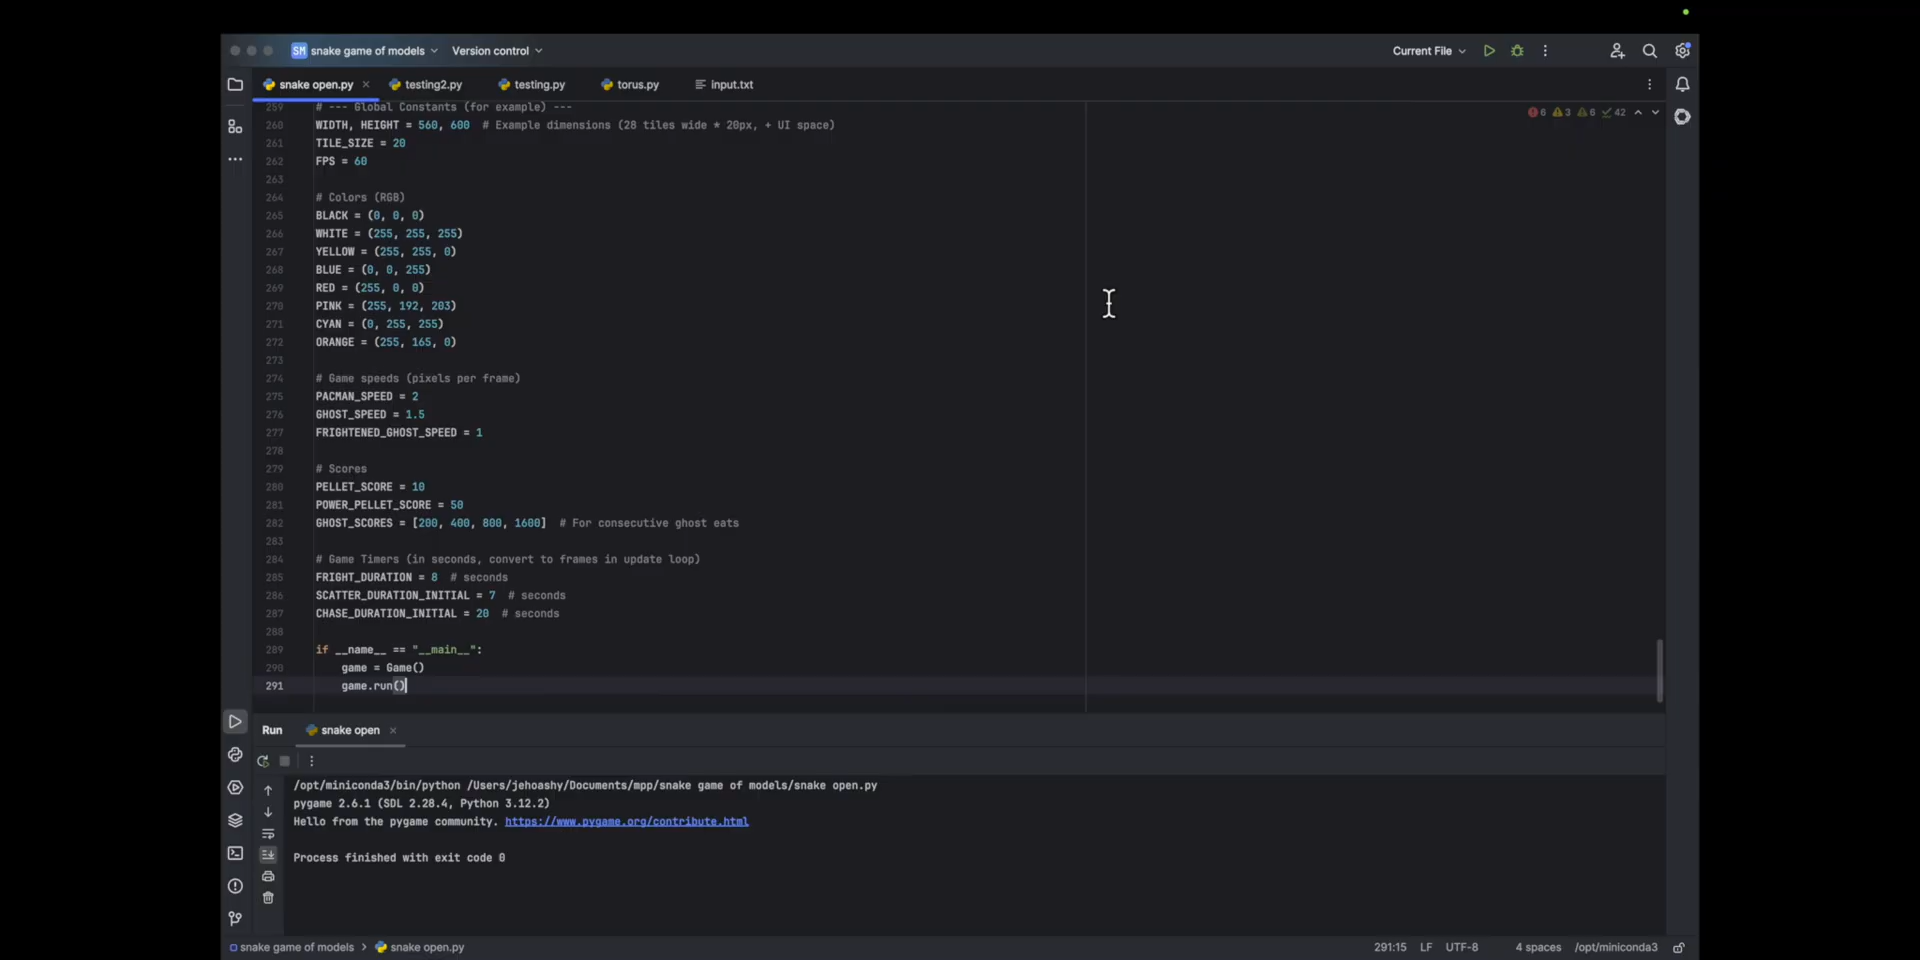 SM snake game of models Version control Current File
snake open.py testing2.py testing.py torus.py input.txt
259 # --- Global Constants (for example) ---
6 3 6 42
260 WIDTH, HEIGHT = 560, 600 # Example dimensions (28 tiles wide * 20px, + UI space)
261 TILE_SIZE = 20
262 FPS = 60
263
264 # Colors (RGB)
265 BLACK = (0, 0, 0)
266 WHITE = (255, 255, 255)
267 YELLOW = (255, 255, 0)
268 BLUE = (0, 0, 255)
269 RED = (255, 0, 0)
270 PINK = (255, 192, 203)
271 CYAN = (0, 255, 255)
272 ORANGE = (255, 165, 0)
273
274 # Game speeds (pixels per frame)
275 PACMAN_SPEED = 2
276 GHOST_SPEED = 1.5
277 FRIGHTENED_GHOST_SPEED = 1
278
279 # Scores
280 PELLET_SCORE = 10
281 POWER_PELLET_SCORE = 50
282 GHOST_SCORES = [200, 400, 800, 1600] # For consecutive ghost eats
283
284 # Game Timers (in seconds, convert to frames in update loop)
285 FRIGHT_DURATION = 8 # seconds
286 SCATTER_DURATION_INITIAL = 7 # seconds
287 CHASE_DURATION_INITIAL = 20 # seconds
288
289 if __name__ == "__main__":
290 game = Game()
291 game.run()
Run snake open
/opt/miniconda3/bin/python /Users/jehoashy/Documents/mpp/snake game of models/snake open.py
pygame 2.6.1 (SDL 2.28.4, Python 3.12.2)
Hello from the pygame community. https://www.pygame.org/contribute.html
Process finished with exit code 0
snake game of models > snake open.py 291:15 LF UTF-8 4 spaces /opt/miniconda3